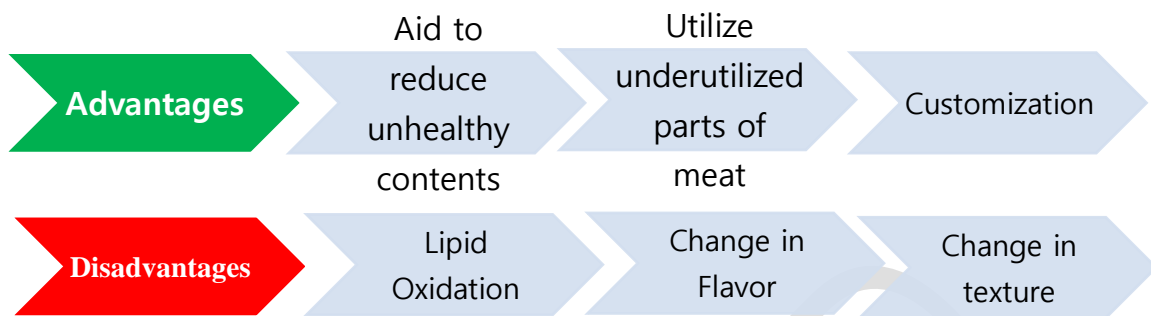 Advantages
Aid to
reduce
unhealthy
contents
Utilize
underutilized
parts of
meat
Customization
Disadvantages
Lipid
Oxidation
Change in
Flavor
Change in
texture